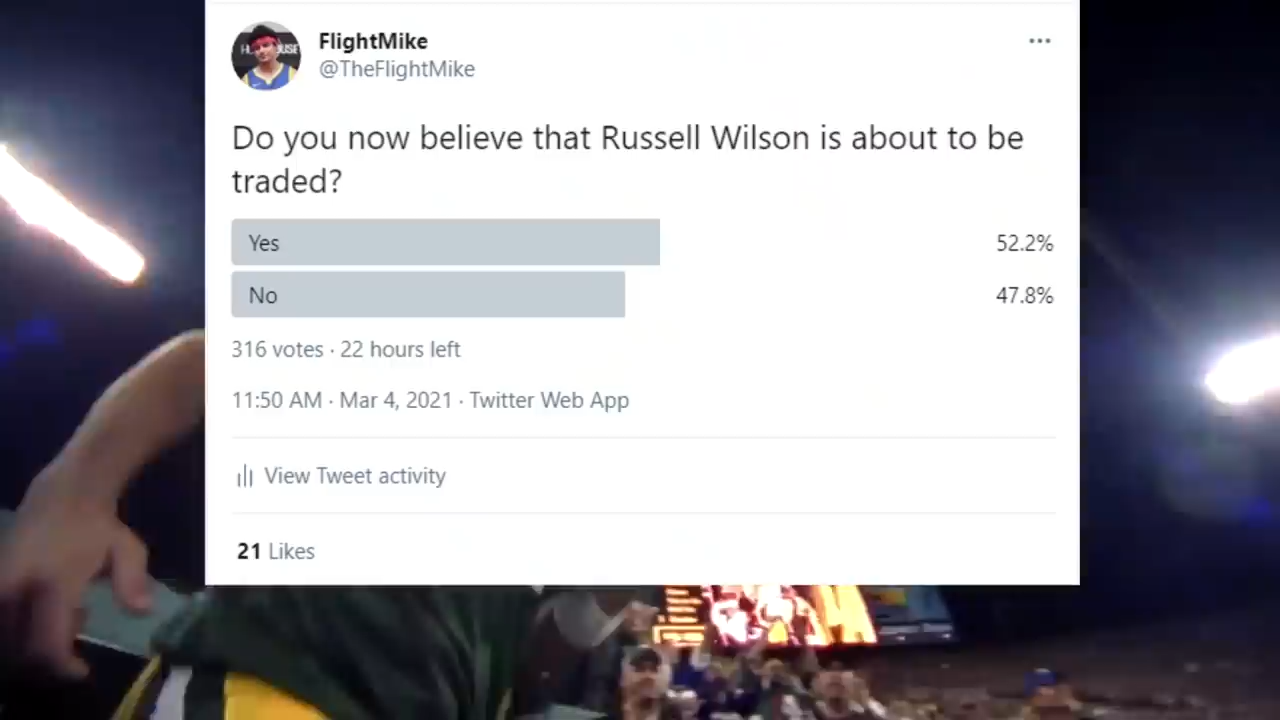 FlightMike
@TheFlightMike
Do you now believe that Russell Wilson is about to be
traded?
Yes 52.2%
No 47.8%
316 votes · 22 hours left
11:50 AM · Mar 4, 2021 · Twitter Web App
View Tweet activity
21 Likes